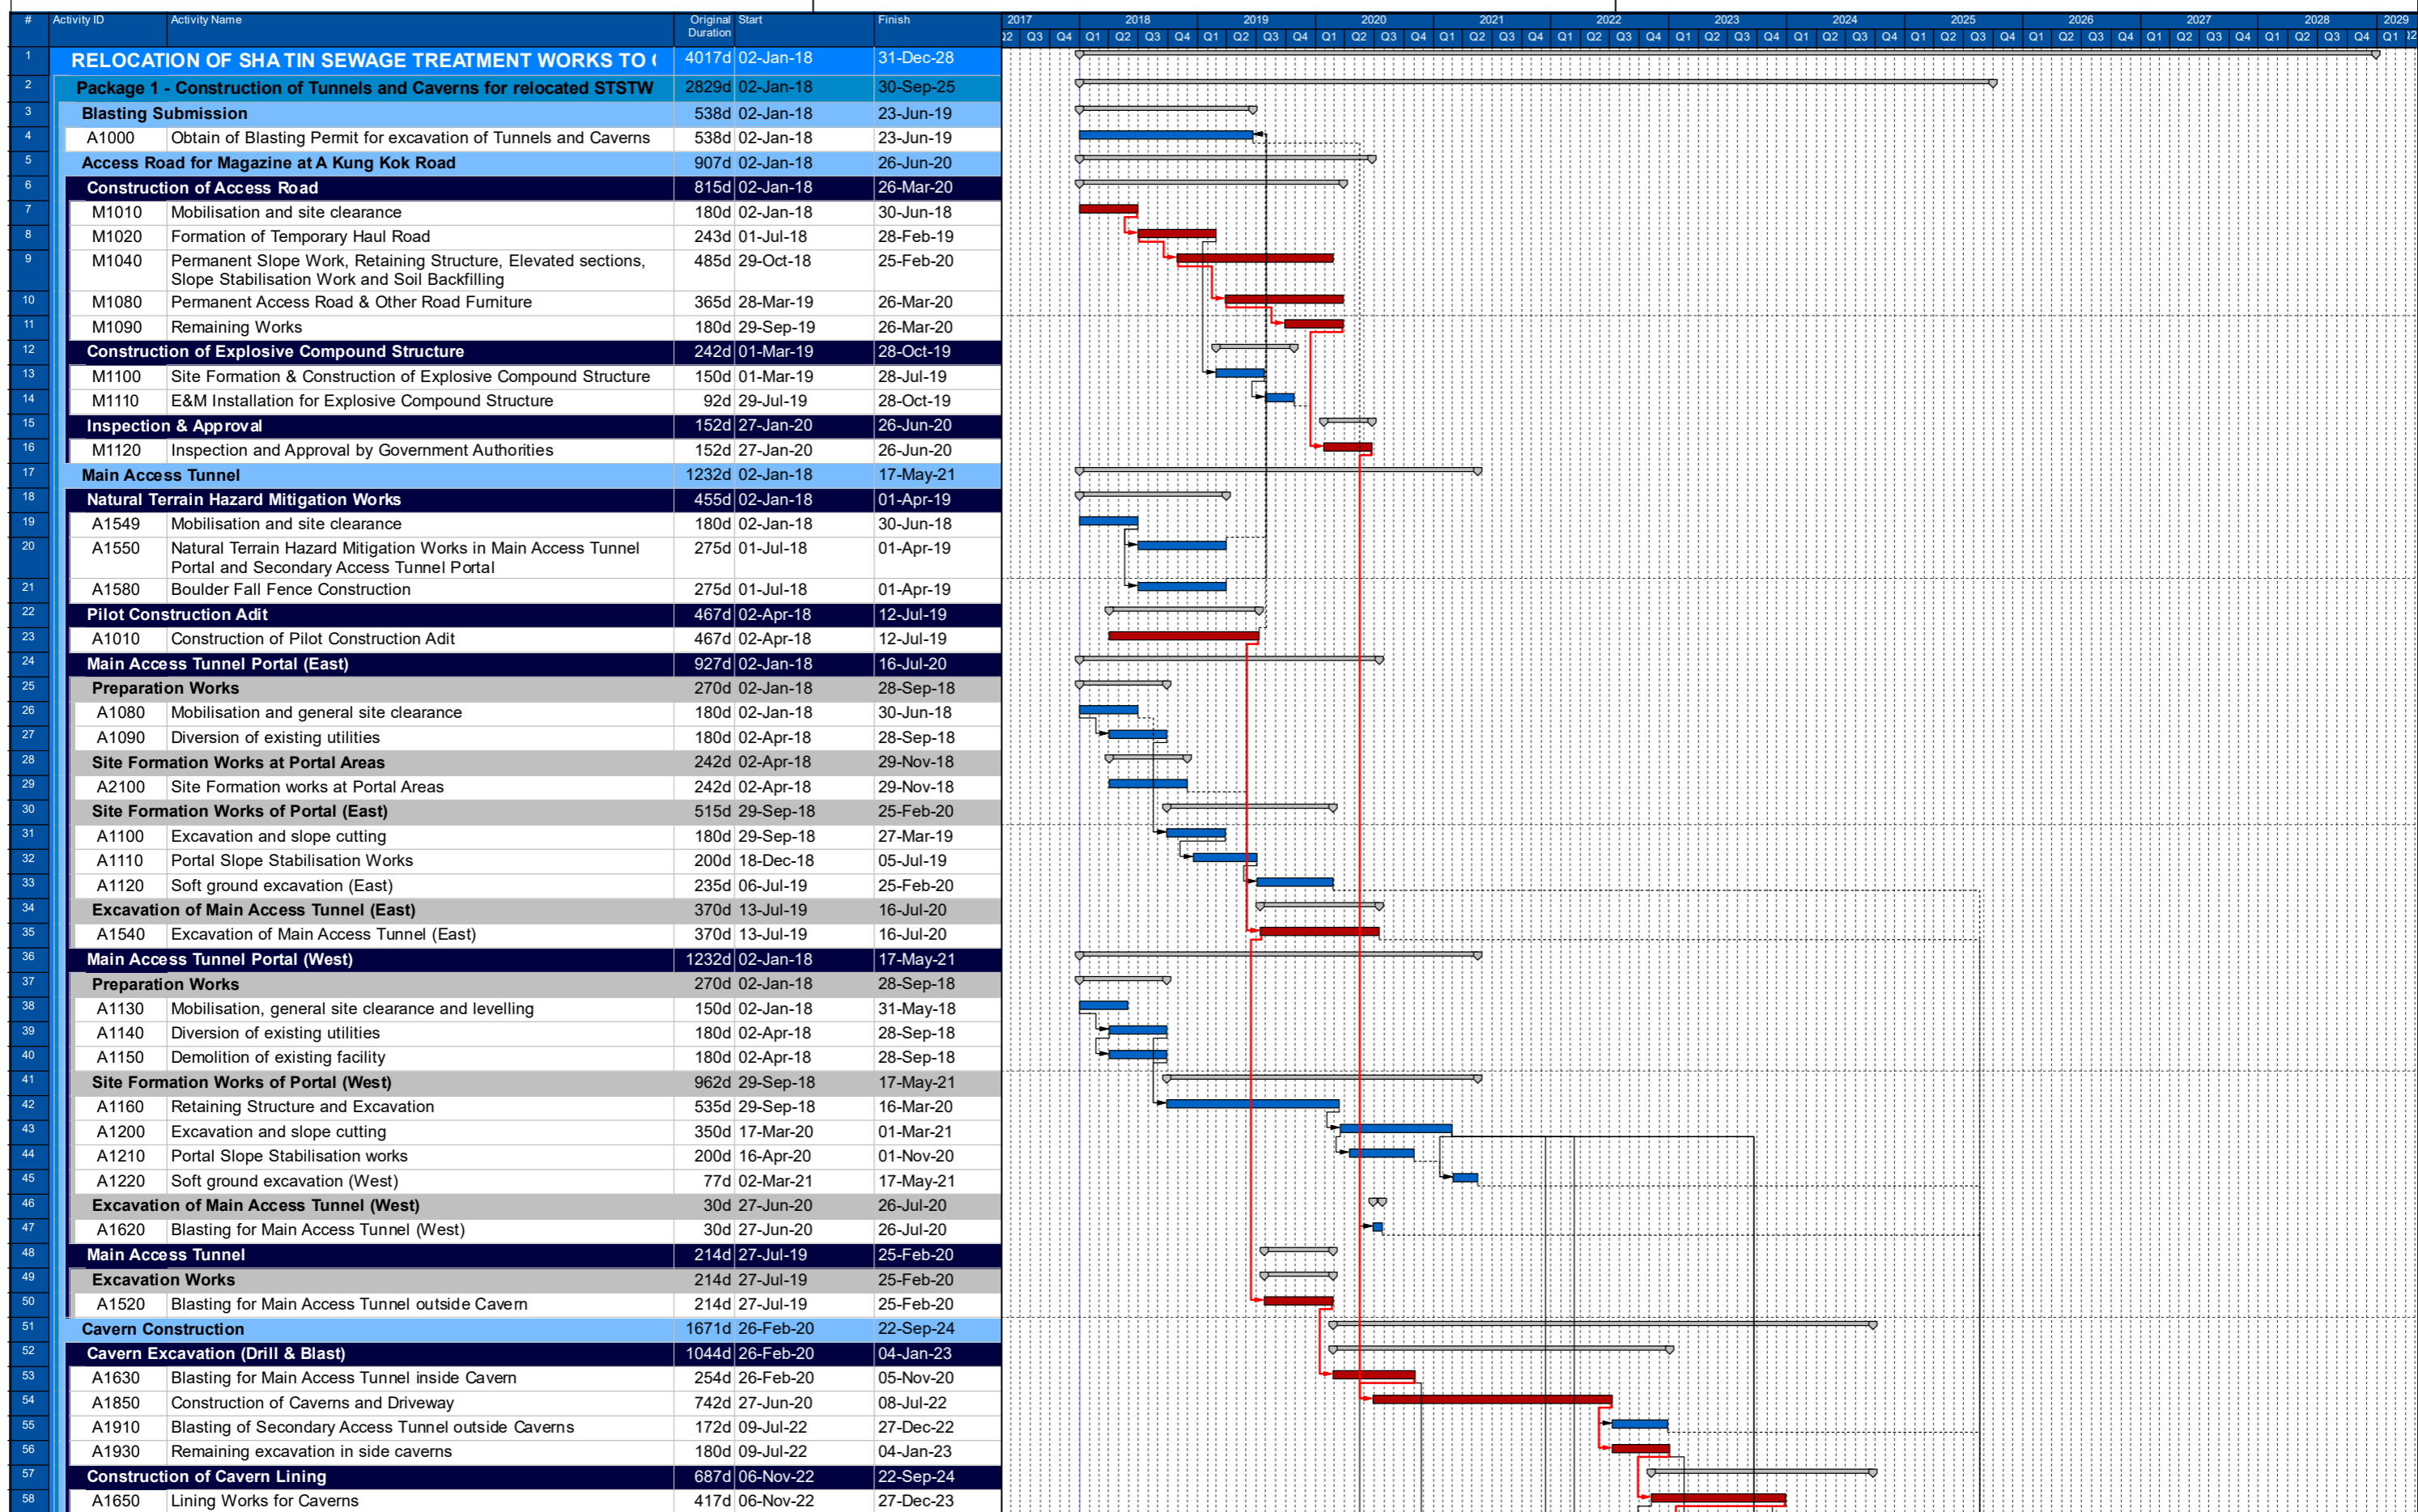 # Activity ID Activity Name Original Duration Start Finish 2017 2018 2019 2020 2021 2022 2023 2024 2025 2026 2027 2028 2029
Q2 Q3 Q4 Q1 Q2 Q3 Q4 Q1 Q2 Q3 Q4 Q1 Q2 Q3 Q4 Q1 Q2 Q3 Q4 Q1 Q2 Q3 Q4 Q1 Q2 Q3 Q4 Q1 Q2 Q3 Q4 Q1 Q2 Q3 Q4 Q1 Q2 Q3 Q4 Q1 Q2 Q3 Q4 Q1 Q2 Q3 Q4 Q1 Q2
1 RELOCATION OF SHA TIN SEWAGE TREATMENT WORKS TO 4017d 02-Jan-18 31-Dec-28
2 Package 1 - Construction of Tunnels and Caverns for relocated STSTW 2829d 02-Jan-18 30-Sep-25
3 Blasting Submission 538d 02-Jan-18 23-Jun-19
4 A1000 Obtain of Blasting Permit for excavation of Tunnels and Caverns 538d 02-Jan-18 23-Jun-19
5 Access Road for Magazine at A Kung Kok Road 907d 02-Jan-18 26-Jun-20
6 Construction of Access Road 815d 02-Jan-18 26-Mar-20
7 M1010 Mobilisation and site clearance 180d 02-Jan-18 30-Jun-18
8 M1020 Formation of Temporary Haul Road 243d 01-Jul-18 28-Feb-19
9 M1040 Permanent Slope Work, Retaining Structure, Elevated sections, 485d 29-Oct-18 25-Feb-20
Slope Stabilisation Work and Soil Backfilling
10 M1080 Permanent Access Road & Other Road Furniture 365d 28-Mar-19 26-Mar-20
11 M1090 Remaining Works 180d 29-Sep-19 26-Mar-20
12 Construction of Explosive Compound Structure 242d 01-Mar-19 28-Oct-19
13 M1100 Site Formation & Construction of Explosive Compound Structure 150d 01-Mar-19 28-Jul-19
14 M1110 E&M Installation for Explosive Compound Structure 92d 29-Jul-19 28-Oct-19
15 Inspection & Approval 152d 27-Jan-20 26-Jun-20
16 M1120 Inspection and Approval by Government Authorities 152d 27-Jan-20 26-Jun-20
17 Main Access Tunnel 1232d 02-Jan-18 17-May-21
18 Natural Terrain Hazard Mitigation Works 455d 02-Jan-18 01-Apr-19
19 A1549 Mobilisation and site clearance 180d 02-Jan-18 30-Jun-18
20 A1550 Natural Terrain Hazard Mitigation Works in Main Access Tunnel 275d 01-Jul-18 01-Apr-19
Portal and Secondary Access Tunnel Portal
21 A1580 Boulder Fall Fence Construction 275d 01-Jul-18 01-Apr-19
22 Pilot Construction Adit 467d 02-Apr-18 12-Jul-19
23 A1010 Construction of Pilot Construction Adit 467d 02-Apr-18 12-Jul-19
24 Main Access Tunnel Portal (East) 927d 02-Jan-18 16-Jul-20
25 Preparation Works 270d 02-Jan-18 28-Sep-18
26 A1080 Mobilisation and general site clearance 180d 02-Jan-18 30-Jun-18
27 A1090 Diversion of existing utilities 180d 02-Apr-18 28-Sep-18
28 Site Formation Works at Portal Areas 242d 02-Apr-18 29-Nov-18
29 A2100 Site Formation works at Portal Areas 242d 02-Apr-18 29-Nov-18
30 Site Formation Works of Portal (East) 515d 29-Sep-18 25-Feb-20
31 A1100 Excavation and slope cutting 180d 29-Sep-18 27-Mar-19
32 A1110 Portal Slope Stabilisation Works 200d 18-Dec-18 05-Jul-19
33 A1120 Soft ground excavation (East) 235d 06-Jul-19 25-Feb-20
34 Excavation of Main Access Tunnel (East) 370d 13-Jul-19 16-Jul-20
35 A1540 Excavation of Main Access Tunnel (East) 370d 13-Jul-19 16-Jul-20
36 Main Access Tunnel Portal (West) 1232d 02-Jan-18 17-May-21
37 Preparation Works 270d 02-Jan-18 28-Sep-18
38 A1130 Mobilisation, general site clearance and levelling 150d 02-Jan-18 31-May-18
39 A1140 Diversion of existing utilities 180d 02-Apr-18 28-Sep-18
40 A1150 Demolition of existing facility 180d 02-Apr-18 28-Sep-18
41 Site Formation Works of Portal (West) 962d 29-Sep-18 17-May-21
42 A1160 Retaining Structure and Excavation 535d 29-Sep-18 16-Mar-20
43 A1200 Excavation and slope cutting 350d 17-Mar-20 01-Mar-21
44 A1210 Portal Slope Stabilisation works 200d 16-Apr-20 01-Nov-20
45 A1220 Soft ground excavation (West) 77d 02-Mar-21 17-May-21
46 Excavation of Main Access Tunnel (West) 30d 27-Jun-20 26-Jul-20
47 A1620 Blasting for Main Access Tunnel (West) 30d 27-Jun-20 26-Jul-20
48 Main Access Tunnel 214d 27-Jul-19 25-Feb-20
49 Excavation Works 214d 27-Jul-19 25-Feb-20
50 A1520 Blasting for Main Access Tunnel outside Cavern 214d 27-Jul-19 25-Feb-20
51 Cavern Construction 1671d 26-Feb-20 22-Sep-24
52 Cavern Excavation (Drill & Blast) 1044d 26-Feb-20 04-Jan-23
53 A1630 Blasting for Main Access Tunnel inside Cavern 254d 26-Feb-20 05-Nov-20
54 A1850 Construction of Caverns and Driveway 742d 27-Jun-20 08-Jul-22
55 A1910 Blasting of Secondary Access Tunnel outside Caverns 172d 09-Jul-22 27-Dec-22
56 A1930 Remaining excavation in side caverns 180d 09-Jul-22 04-Jan-23
57 Construction of Cavern Lining 687d 06-Nov-22 22-Sep-24
58 A1650 Lining Works for Caverns 417d 06-Nov-22 27-Dec-23